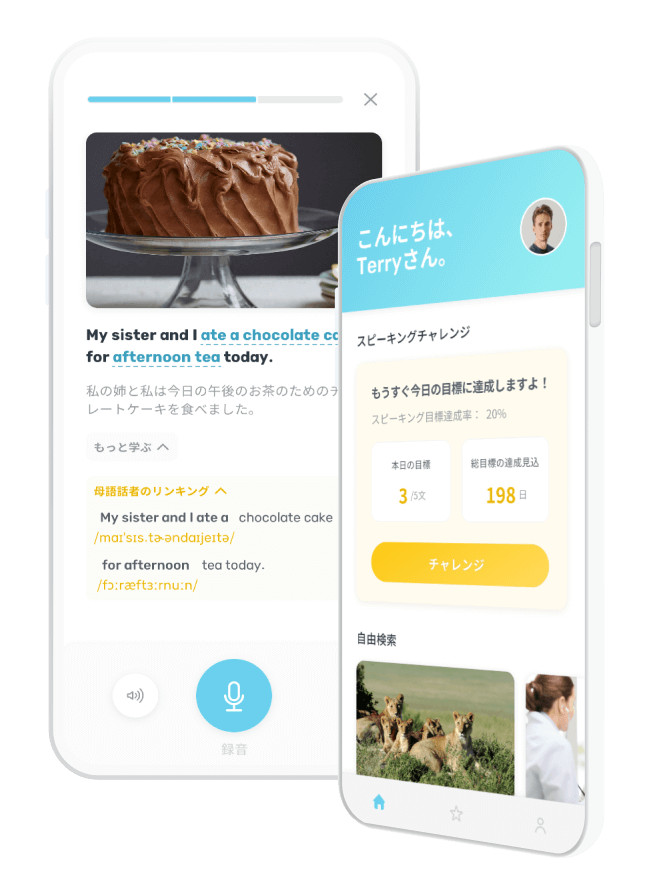 My sister and I ate a chocolate
for afternoon tea today.
私の姉と私は今日の午後のお茶のための
レートケーキを食べました。
もっと学ぶ
母語話者のリンキング
My sister and I ate a chocolate cake
/maɪˈsɪs.tɚəndaɪjeɪtə/
for afternoon tea today.
/fɔːræftɜːrnuːn/
録音
こんにちは、
Terryさん。
スピーキングチャレンジ
もうすぐ今日の目標に達成しますよ！
スピーキング目標達成率： 20%
本日の目標
3 /5文
総目標の達成見込
198 日
チャレンジ
自由検索